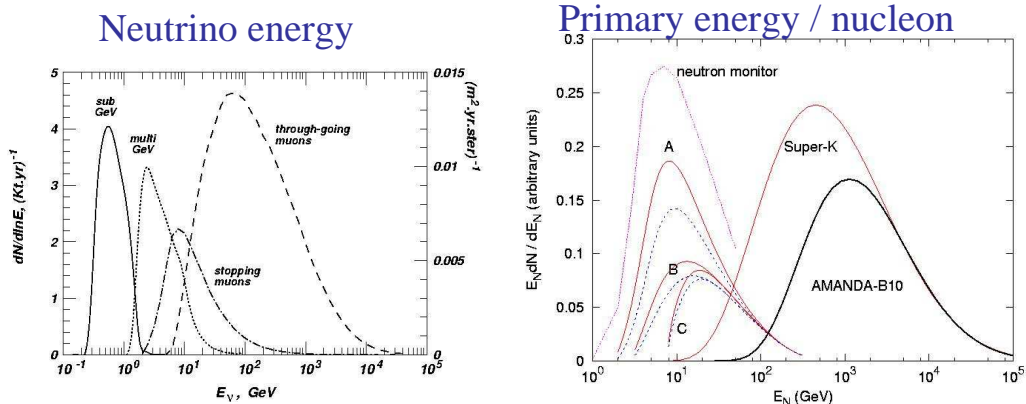 Neutrino energy
5
4
3
2
1
0
dN/dlnE, (Kt.yr)⁻¹
sub
GeV
multi
GeV
through-going
muons
stopping
muons
0.015
0.01
0.005
0
(m².yr.ster)⁻¹
10⁻¹ 10⁰ 10¹ 10² 10³ 10⁴ 10⁵
E_ν , GeV
Primary energy / nucleon
0.3
0.25
0.2
0.15
0.1
0.05
0
E_N dN / dE_N (arbitrary units)
neutron monitor
A
Super-K
B
AMANDA-B10
C
10⁰ 10¹ 10² 10³ 10⁴ 10⁵
E_N (GeV)